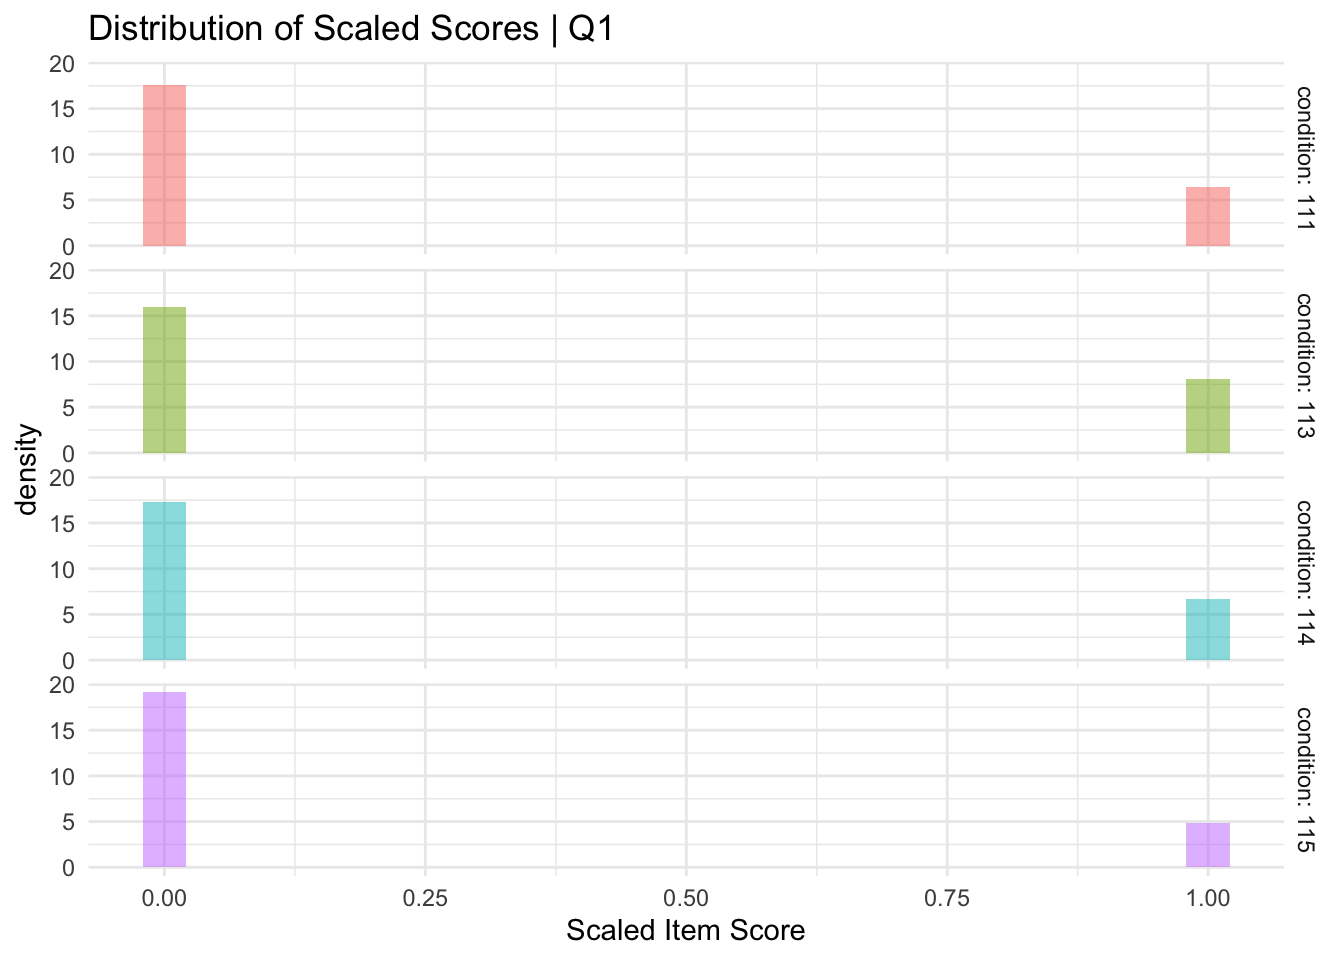 Distribution of Scaled Scores | Q1
density
20
15
10
5
0
condition: 111
20
15
10
5
0
condition: 113
20
15
10
5
0
condition: 114
20
15
10
5
0
condition: 115
0.00 0.25 0.50 0.75 1.00
Scaled Item Score